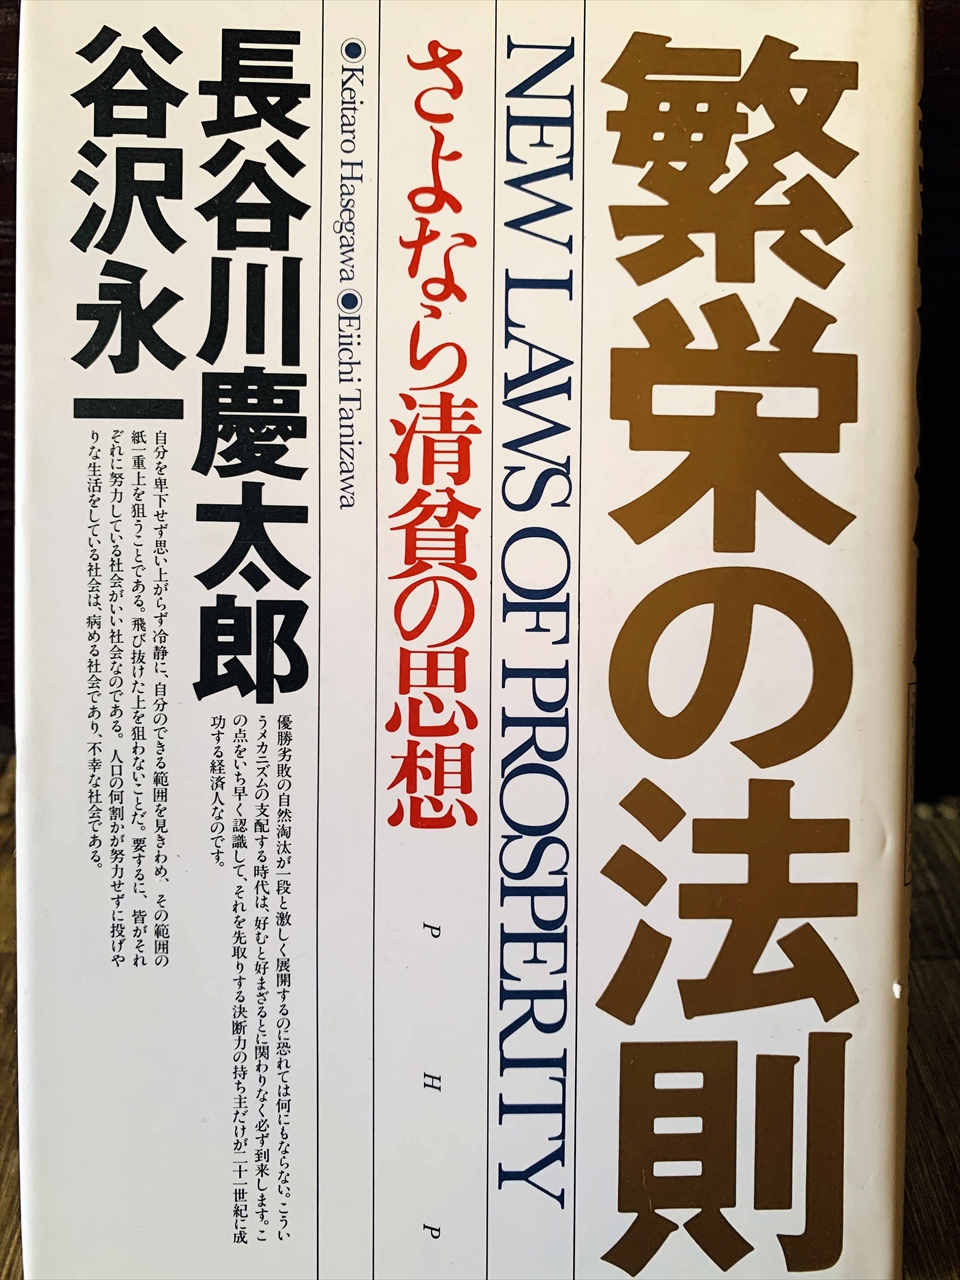 繁栄の法則
NEW LAWS OF PROSPERITY
さよなら清貧の思想
PHP
◉Keitaro Hasegawa ◉Eiichi Tanizawa
長谷川慶太郎
優勝劣敗の自然淘汰が一段と激しく展開するのに恐れては何にもならない。こうい
うメカニズムの支配する時代は、好むと好まざるとに関わりなく必ず到来します。こ
の点をいち早く認識して、それを先取りする決断力の持ち主だけが二十一世紀に成
功する経済人なのです。
谷沢永一
自分を卑下せず思い上がらず冷静に、自分のできる範囲を見きわめ、その範囲の
紙一重上を狙うことである。飛び抜けた上を狙わないことだ。要するに、皆がそれ
ぞれに努力している社会がいい社会なのである。人口の何割かが努力せずに投げや
りな生活をしている社会は、病める社会であり、不幸な社会である。